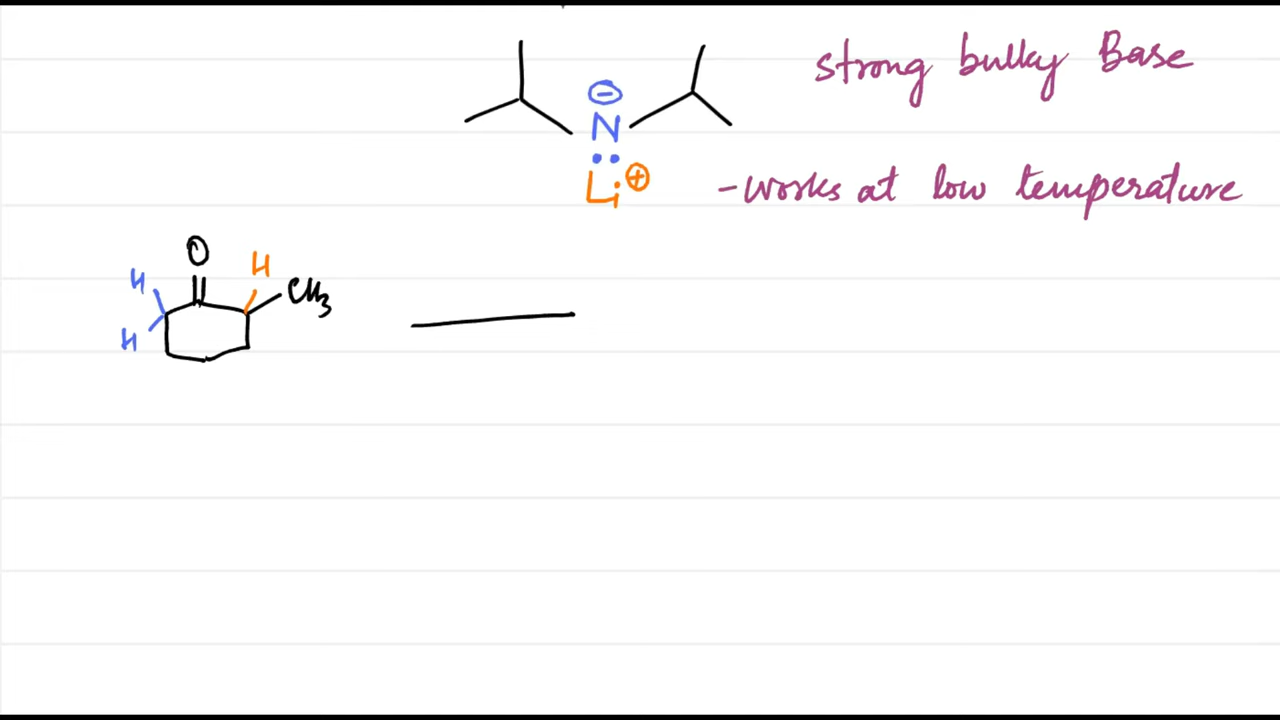 strong bulky Base
⊖
N
Li ⊕
-works at low temperature
O
H
H
CH3
H